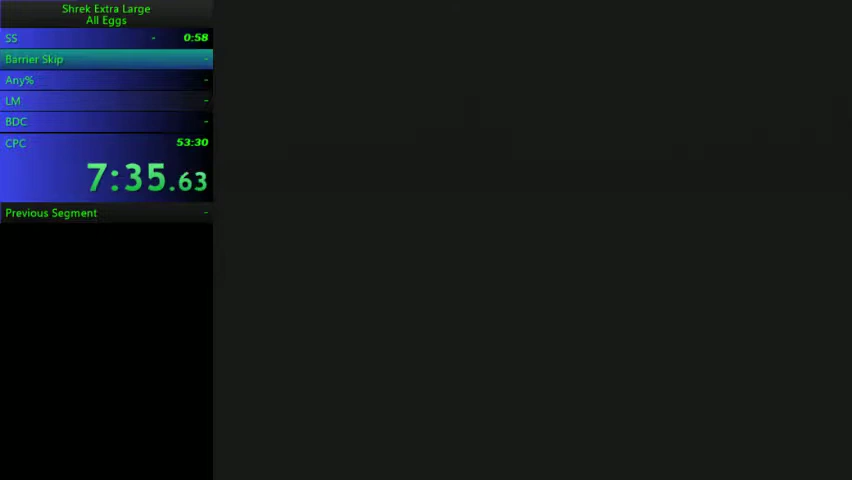 Shrek Extra Large
All Eggs
SS - 0:58
Barrier Skip -
Any% -
LM -
BDC -
CPC 53:30
7:35.63
Previous Segment -